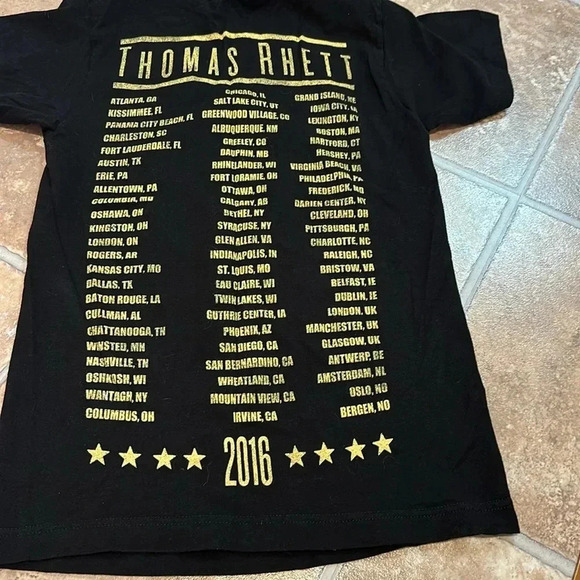 THOMAS RHETT
ATLANTA, GA
KISSIMMEE, FL
PANAMA CITY BEACH, FL
CHARLESTON, SC
FORT LAUDERDALE, FL
AUSTIN, TX
ERIE, PA
ALLENTOWN, PA
COLUMBIA, MD
OSHAWA, ON
KINGSTON, ON
LONDON, ON
ROGERS, AR
KANSAS CITY, MO
DALLAS, TX
BATON ROUGE, LA
CULLMAN, AL
CHATTANOOGA, TN
WINSTED, MN
NASHVILLE, TN
OSHKOSH, WI
WANTAGH, NY
COLUMBUS, OH
CHICAGO, IL
SALT LAKE CITY, UT
GREENWOOD VILLAGE, CO
ALBUQUERQUE, NM
GREELEY, CO
DAUPHIN, MB
RHINELANDER, WI
FORT LORAMIE, OH
OTTAWA, ON
CALGARY, AB
BETHEL, NY
SYRACUSE, NY
GLEN ALLEN, VA
INDIANAPOLIS, IN
ST. LOUIS, MO
EAU CLAIRE, WI
TWIN LAKES, WI
GUTHRIE CENTER, IA
PHOENIX, AZ
SAN DIEGO, CA
SAN BERNARDINO, CA
WHEATLAND, CA
MOUNTAIN VIEW, CA
IRVINE, CA
GRAND ISLAND, NE
IOWA CITY, IA
LEXINGTON, KY
BOSTON, MA
HARTFORD, CT
HERSHEY, PA
VIRGINIA BEACH, VA
PHILADELPHIA, PA
FREDERICK, MD
DARIEN CENTER, NY
CLEVELAND, OH
PITTSBURGH, PA
CHARLOTTE, NC
RALEIGH, NC
BRISTOW, VA
BELFAST, IE
DUBLIN, IE
LONDON, UK
MANCHESTER, UK
GLASGOW, UK
ANTWERP, BE
AMSTERDAM, NL
OSLO, NO
BERGEN, NO
2016